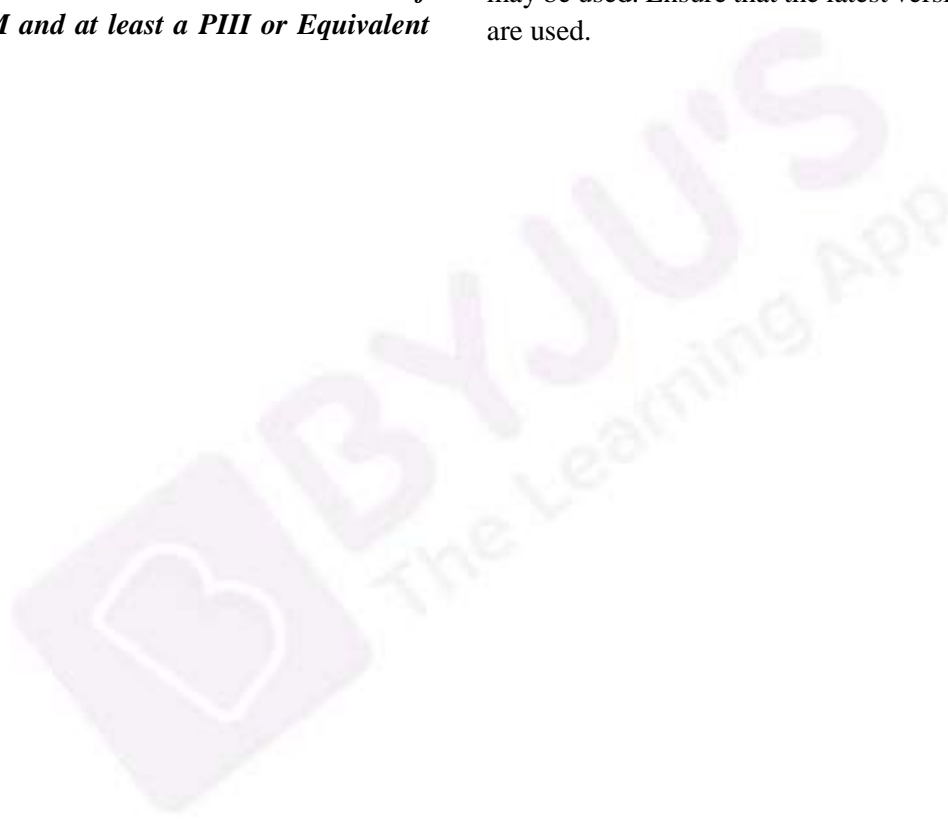 M and at least a PIII or Equivalent
are used.
BYJU'S
The Learning App